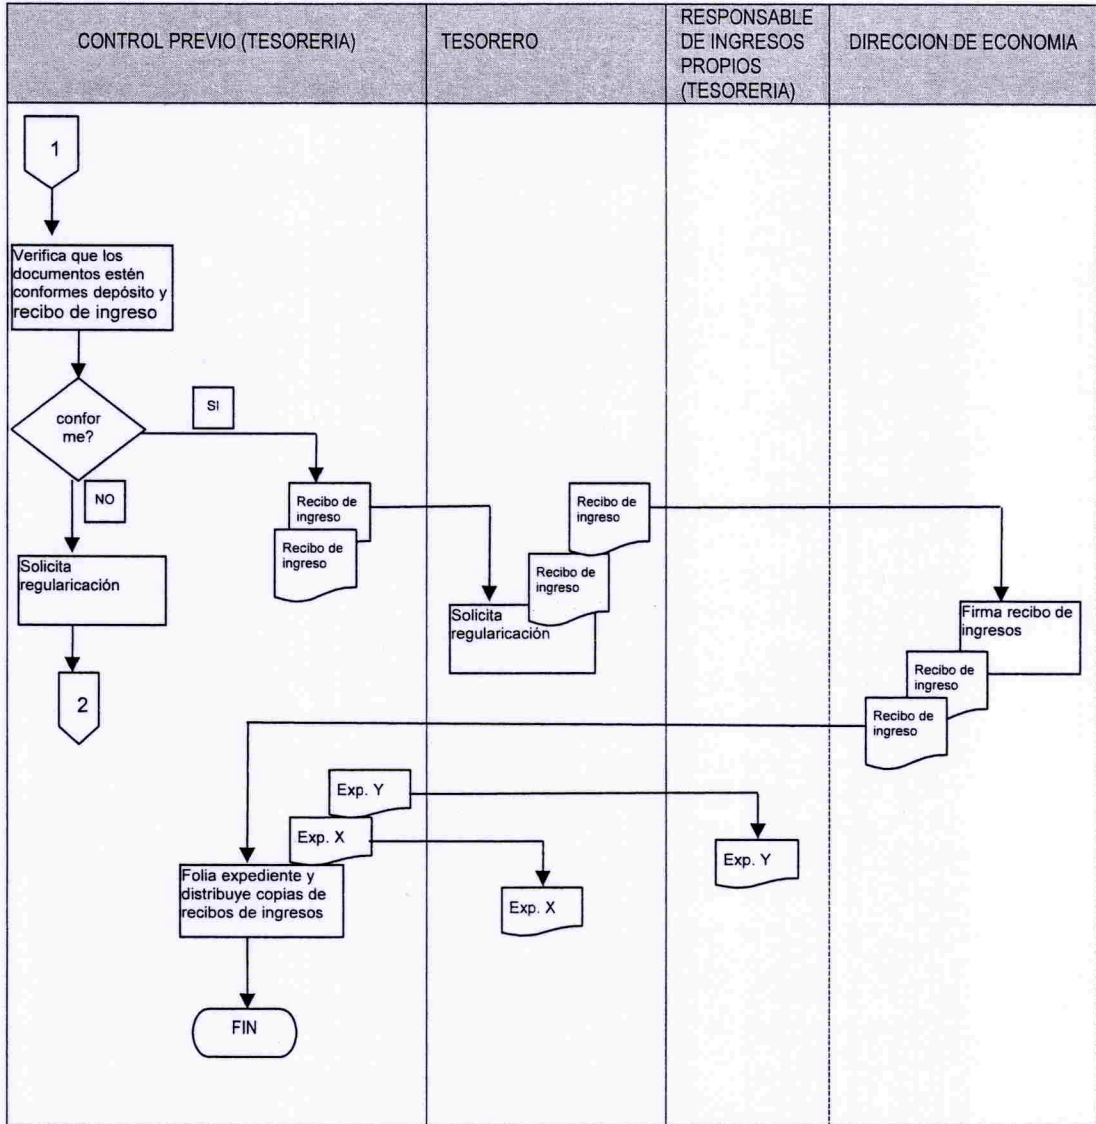 CONTROL PREVIO (TESORERIA)
TESORERO
RESPONSABLE
DE INGRESOS
PROPIOS
(TESORERIA)
DIRECCION DE ECONOMIA
1
Verifica que los
documentos estén
conformes depósito y
recibo de ingreso
confor
me?
SI
NO
Recibo de
ingreso
Recibo de
ingreso
Solicita
regularicación
2
Recibo de
ingreso
Recibo de
ingreso
Solicita
regularicación
Firma recibo de
ingresos
Recibo de
ingreso
Recibo de
ingreso
Exp. Y
Exp. X
Exp. Y
Exp. X
Folia expediente y
distribuye copias de
recibos de ingresos
FIN